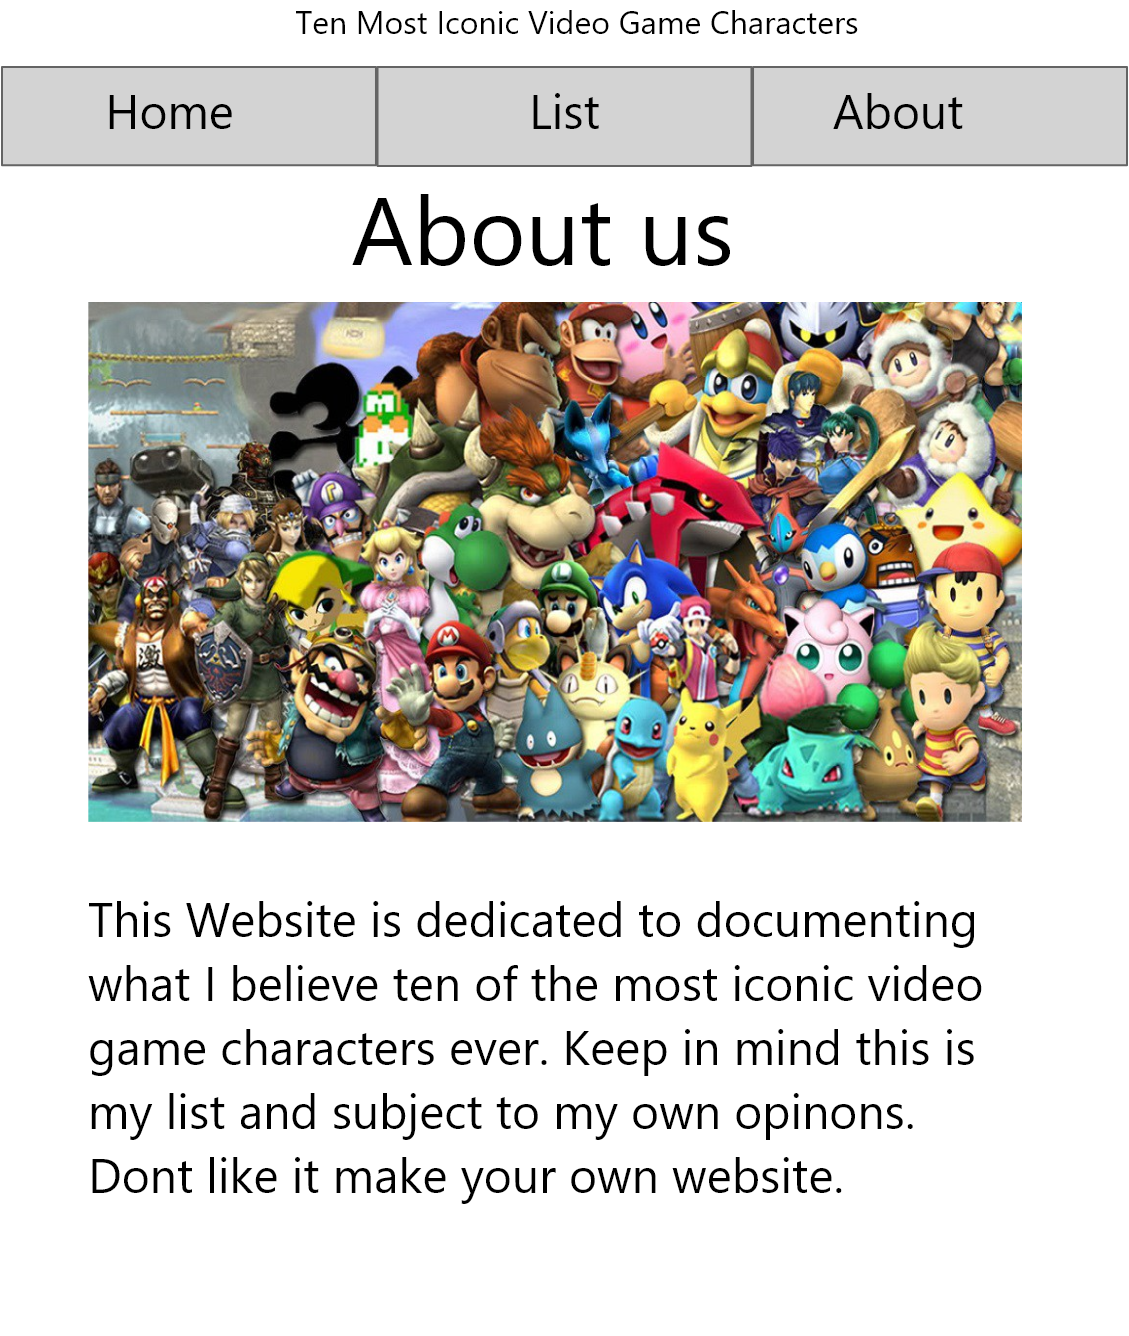 Ten Most Iconic Video Game Characters
Home
List
About
About us
This Website is dedicated to documenting
what I believe ten of the most iconic video
game characters ever. Keep in mind this is
my list and subject to my own opinons.
Dont like it make your own website.